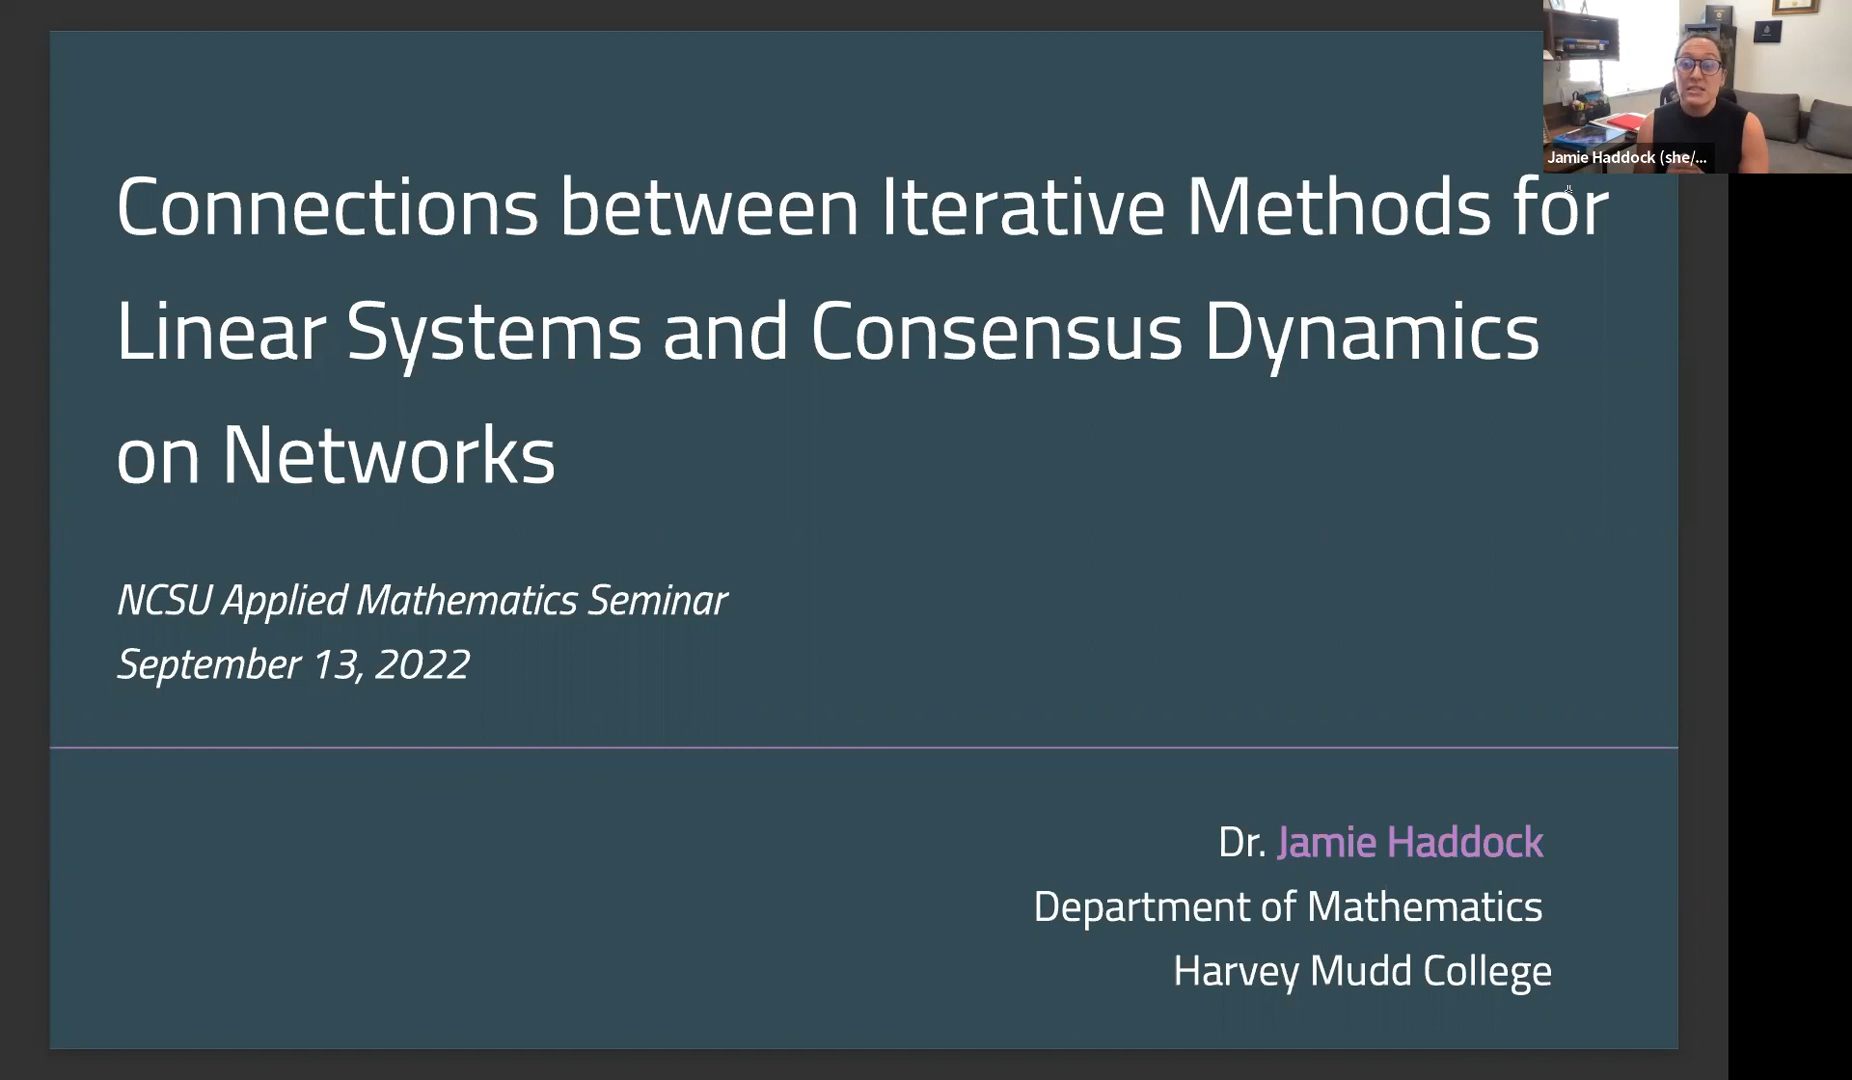 Jamie Haddock (she/...
Connections between Iterative Methods for
Linear Systems and Consensus Dynamics
on Networks
NCSU Applied Mathematics Seminar
September 13, 2022
Dr. Jamie Haddock
Department of Mathematics
Harvey Mudd College